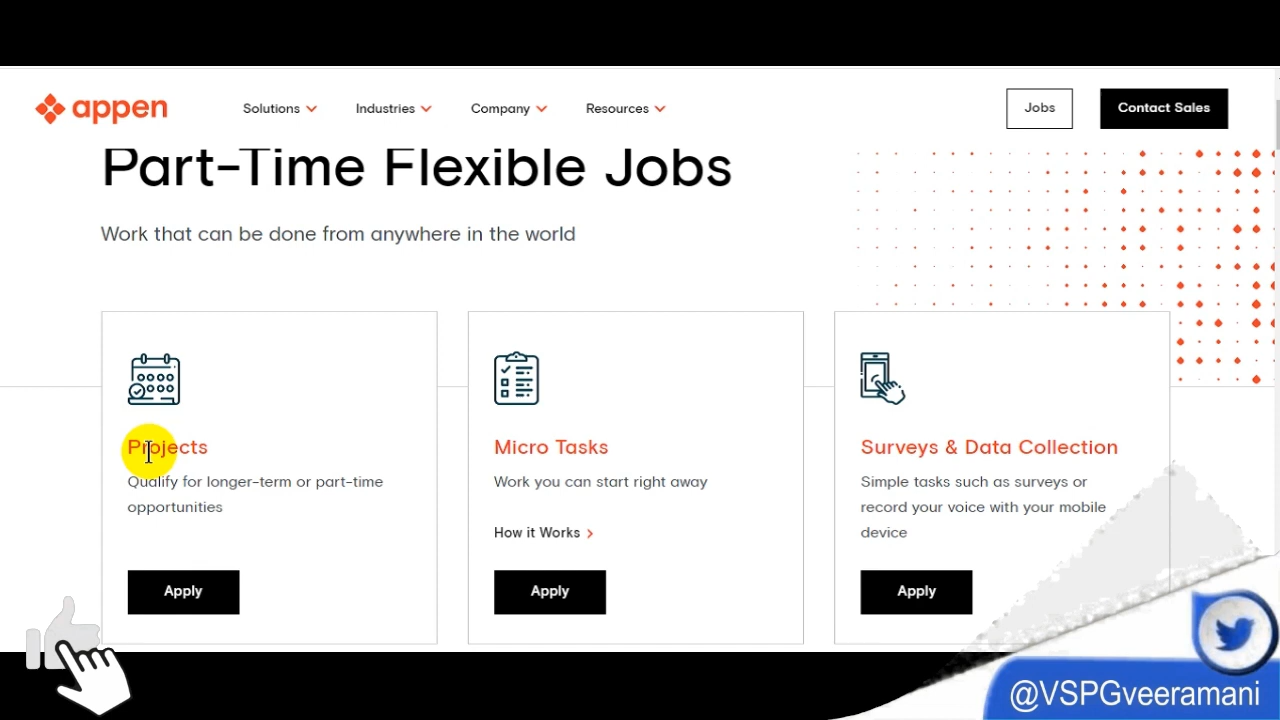 appen
Solutions
Industries
Company
Resources
Jobs
Contact Sales
Part-Time Flexible Jobs
Work that can be done from anywhere in the world
Projects
Qualify for longer-term or part-time
opportunities
Apply
Micro Tasks
Work you can start right away
How it Works
Apply
Surveys & Data Collection
Simple tasks such as surveys or
record your voice with your mobile
device
Apply
@VSPGveeramani